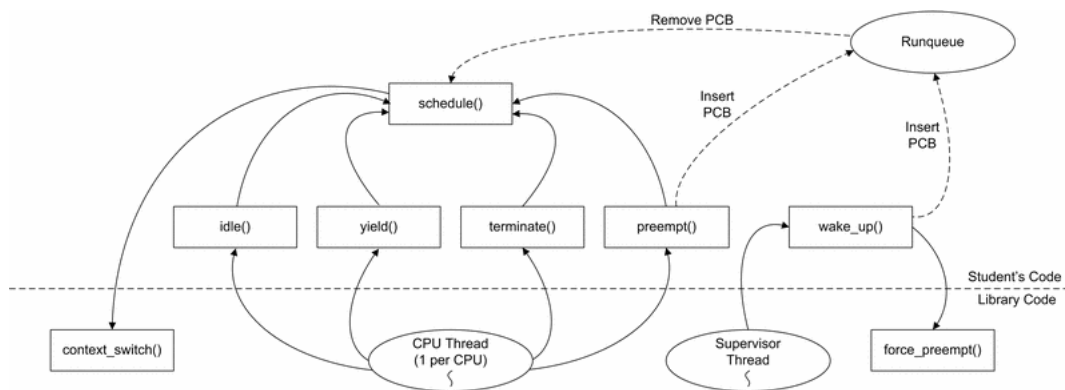 Remove PCB
Runqueue
schedule()
Insert
PCB
Insert
PCB
idle()
yield()
terminate()
preempt()
wake_up()
Student's Code
Library Code
context_switch()
CPU Thread
(1 per CPU)
Supervisor
Thread
force_preempt()